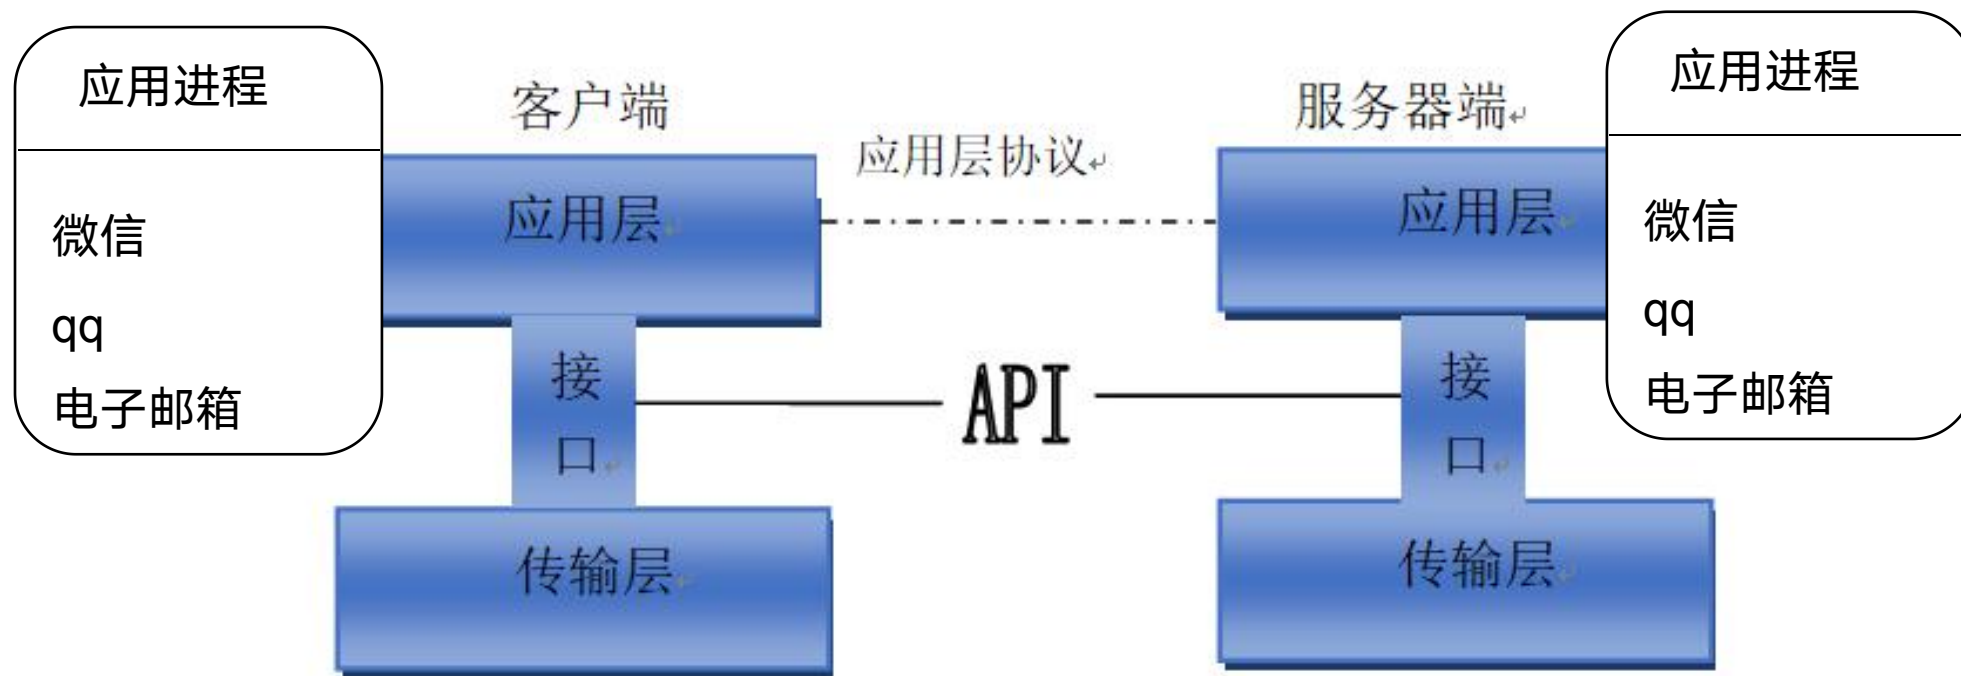 应用进程
微信
qq
电子邮箱
客户端
应用层
接
口
传输层
应用层协议
API
服务器端
应用层
接
口
传输层
应用进程
微信
qq
电子邮箱